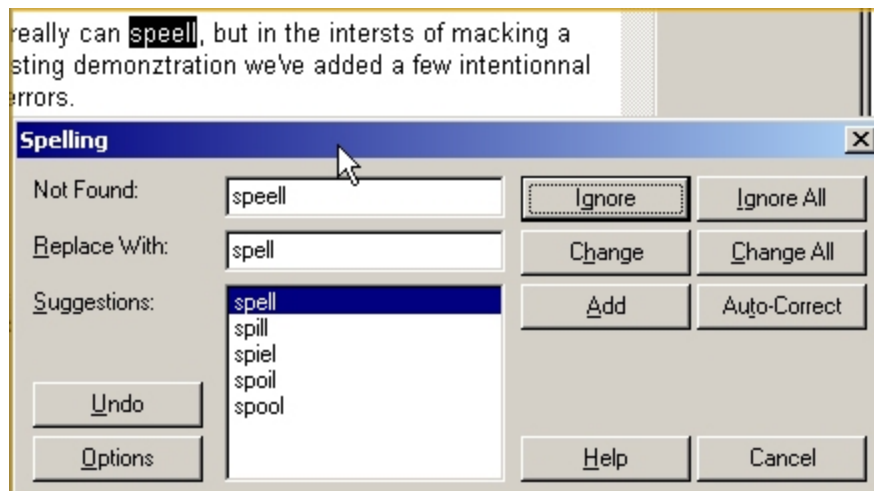 really can speell, but in the intersts of macking a
sting demonztration we've added a few intentionnal
errors.
Spelling
Not Found:
speell
Ignore
Ignore All
Replace With:
spell
Change
Change All
Suggestions:
spell
spill
spiel
spoil
spool
Add
Auto-Correct
Undo
Options
Help
Cancel